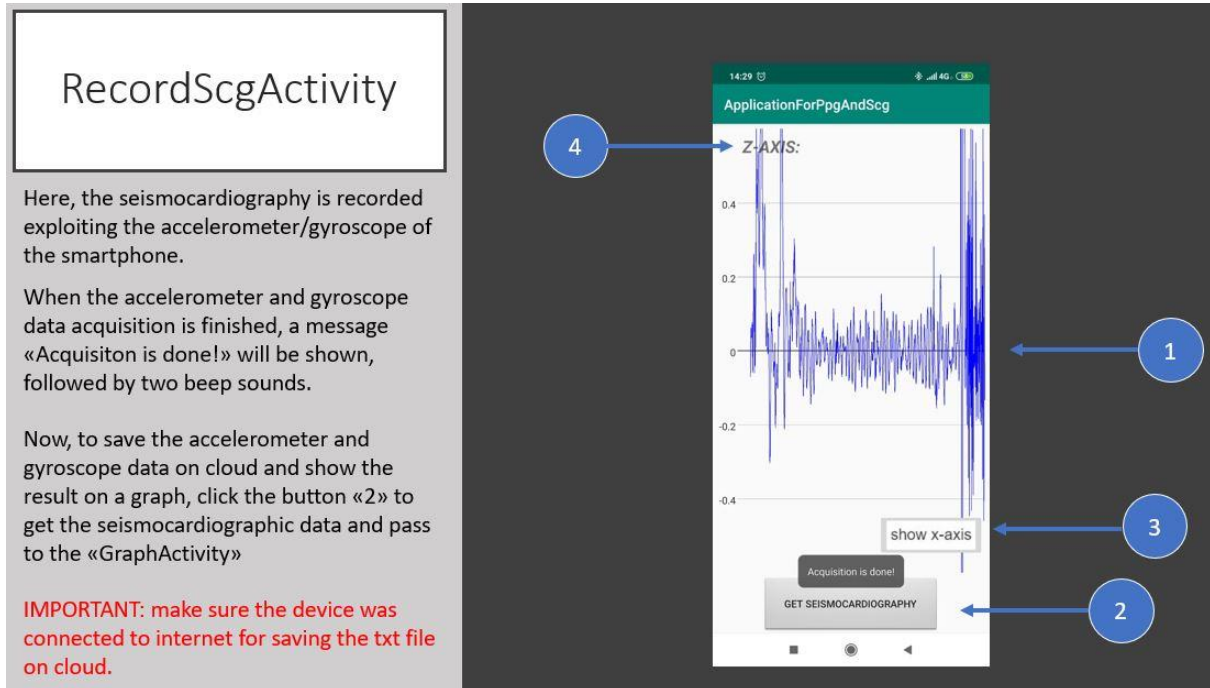 RecordScgActivity
Here, the seismocardiography is recorded
exploiting the accelerometer/gyroscope of
the smartphone.
When the accelerometer and gyroscope
data acquisition is finished, a message
«Acquisiton is done!» will be shown,
followed by two beep sounds.
Now, to save the accelerometer and
gyroscope data on cloud and show the
result on a graph, click the button «2» to
get the seismocardiographic data and pass
to the «GraphActivity»
IMPORTANT: make sure the device was
connected to internet for saving the txt file
on cloud.
14:29 4G 58
ApplicationForPpgAndScg
4
Z-AXIS:
0.4
0.2
0
1
-0.2
-0.4
show x-axis
3
Acquisition is done!
GET SEISMOCARDIOGRAPHY
2